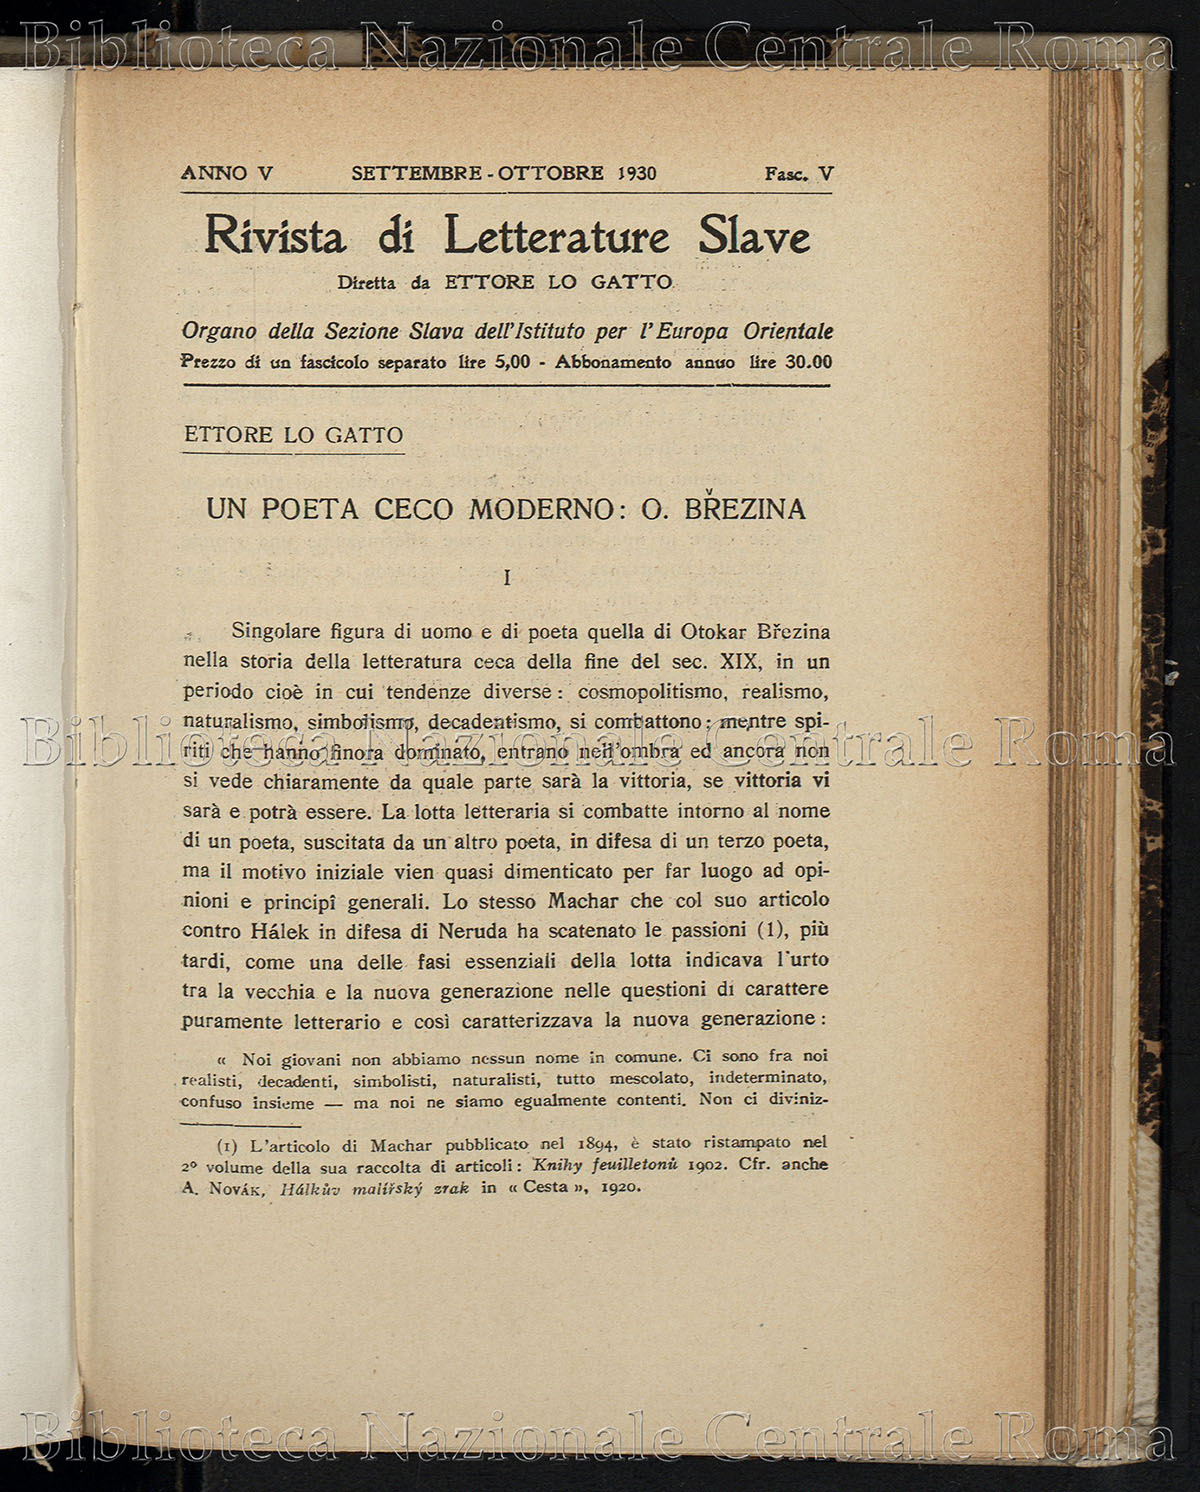 Biblioteca Nazionale Centrale Roma
ANNO V SETTEMBRE - OTTOBRE 1930 Fasc. V
Rivista di Letterature Slave
Diretta da ETTORE LO GATTO
Organo della Sezione Slava dell'Istituto per l'Europa Orientale
Prezzo di un fascicolo separato lire 5,00 - Abbonamento annuo lire 30.00
ETTORE LO GATTO
UN POETA CECO MODERNO: O. BŘEZINA
I
Singolare figura di uomo e di poeta quella di Otokar Březina
nella storia della letteratura ceca della fine del sec. XIX, in un
periodo cioè in cui tendenze diverse: cosmopolitismo, realismo,
naturalismo, simbolismo, decadentismo, si combattono; mentre spi-
Biblioteca Nazionale Centrale Roma
riti che hanno finora dominato, entrano nell'ombra ed ancora non
si vede chiaramente da quale parte sarà la vittoria, se vittoria vi
sarà e potrà essere. La lotta letteraria si combatte intorno al nome
di un poeta, suscitata da un altro poeta, in difesa di un terzo poeta,
ma il motivo iniziale vien quasi dimenticato per far luogo ad opi-
nioni e principî generali. Lo stesso Machar che col suo articolo
contro Hálek in difesa di Neruda ha scatenato le passioni (1), più
tardi, come una delle fasi essenziali della lotta indicava l'urto
tra la vecchia e la nuova generazione nelle questioni di carattere
puramente letterario e così caratterizzava la nuova generazione:
« Noi giovani non abbiamo nessun nome in comune. Ci sono fra noi
realisti, decadenti, simbolisti, naturalisti, tutto mescolato, indeterminato,
confuso insieme — ma noi ne siamo egualmente contenti. Non ci diviniz-
(1) L'articolo di Machar pubblicato nel 1894, è stato ristampato nel
2º volume della sua raccolta di articoli: Knihy feuilletonů 1902. Cfr. anche
A. NOVÁK, Hálkův malířský zrak in « Cesta », 1920.
Biblioteca Nazionale Centrale Roma